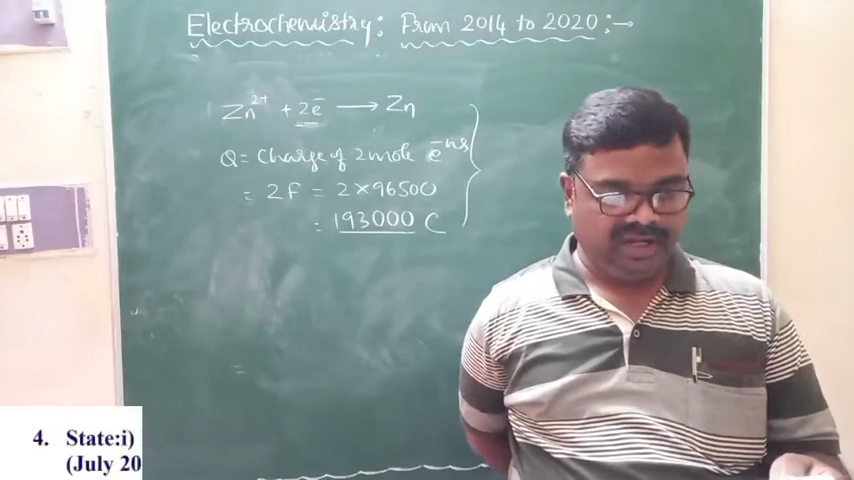 Electrochemistry: From 2014 to 2020:→
Zn²⁺ + 2e⁻ ⟶ Zn
Q = Charge of 2 mole e⁻ⁿˢ
= 2F = 2×96500
= 193000 C
4. State:i)
(July 20